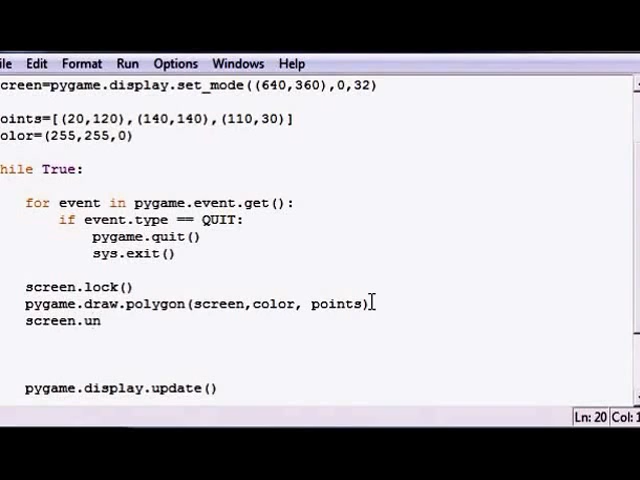 ile Edit Format Run Options Windows Help
creen=pygame.display.set_mode((640,360),0,32)
oints=[(20,120),(140,140),(110,30)]
olor=(255,255,0)
hile True:
for event in pygame.event.get():
if event.type == QUIT:
pygame.quit()
sys.exit()
screen.lock()
pygame.draw.polygon(screen,color, points)
screen.un
pygame.display.update()
Ln: 20 Col: 1